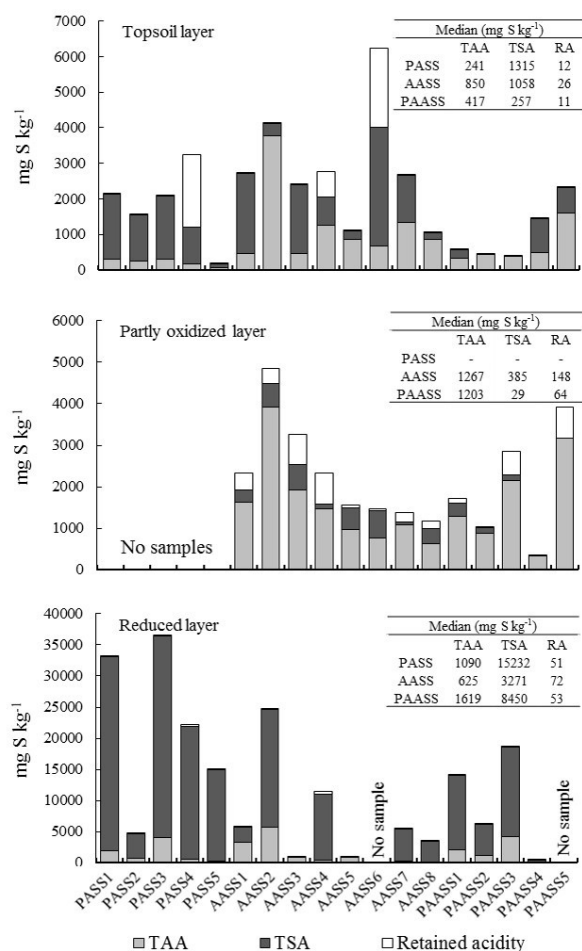 Topsoil layer
Median (mg S kg⁻¹)
TAA TSA RA
PASS 241 1315 12
AASS 850 1058 26
PAASS 417 257 11
mg S kg⁻¹
7000
6000
5000
4000
3000
2000
1000
0
Partly oxidized layer
Median (mg S kg⁻¹)
TAA TSA RA
PASS - - -
AASS 1267 385 148
PAASS 1203 29 64
mg S kg⁻¹
6000
5000
4000
3000
2000
1000
0
No samples
Reduced layer
Median (mg S kg⁻¹)
TAA TSA RA
PASS 1090 15232 51
AASS 625 3271 72
PAASS 1619 8450 53
mg S kg⁻¹
40000
35000
30000
25000
20000
15000
10000
5000
0
No sample
No sample
PASS1 PASS2 PASS3 PASS4 PASS5 AASS1 AASS2 AASS3 AASS4 AASS5 AASS6 AASS7 AASS8 PAASS1 PAASS2 PAASS3 PAASS4 PAASS5
TAA TSA Retained acidity